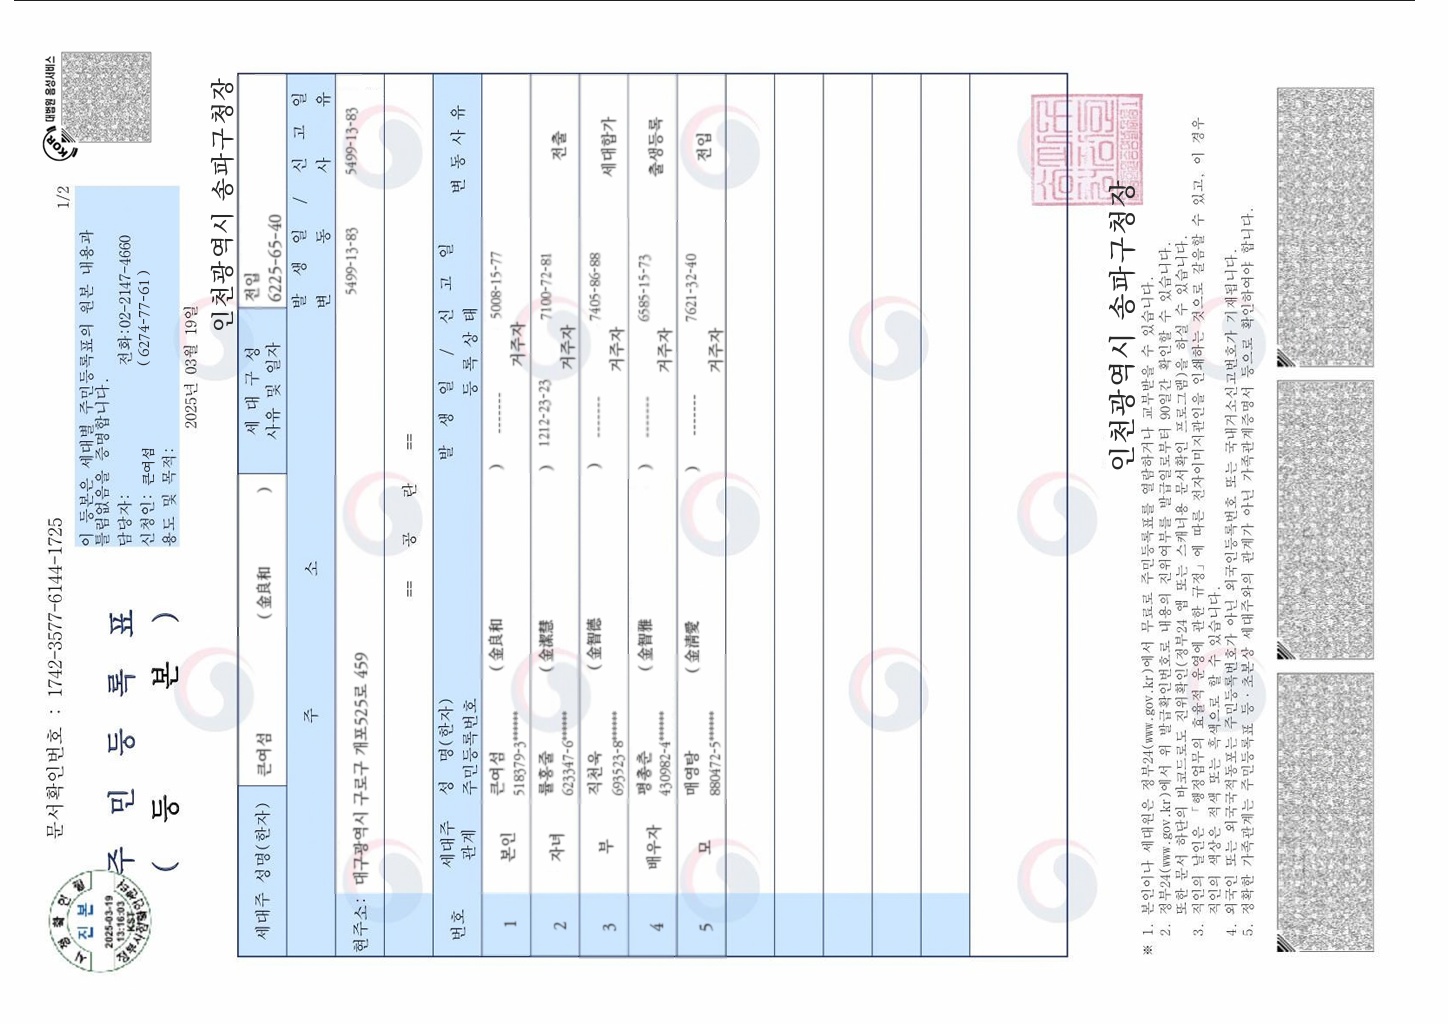 문서확인번호 : 1742-3577-6144-1725
1/2
대법원 음성서비스
KOR
시 점 확 인 필
진 본
2025-03-19
13:16:03
KST
주 민 등 록 표
( 등 본 )
이 등본은 세대별 주민등록표의 원본 내용과
틀림없음을 증명합니다.
담당자: 전화:02-2147-4660
신청인: 큰여섬 (6274-77-61)
용도 및 목적:
2025년 03월 19일
인천광역시 송파구청장
세대주 성명(한자) 큰여섬 (金良和 ) 세 대 구 성 사유 및 일자 전입
6225-65-40
주 소 발 생 일 / 신 고 일
변 동 사 유
현주소: 대구광역시 구로구 개포525로 459 5499-13-83 5499-13-83
== 공 란 ==
번호 세대주 관계 성 명(한자) 주민등록번호 발 생 일 / 신 고 일 등 록 상 태 변 동 사 유
1 본인 큰여섬 (金良和 ) ------- 5008-15-77
518379-3****** 거주자
2 자녀 률흥줄 (金潔慧 ) 1212-23-23 7100-72-81 전출
623347-6****** 거주자
3 부 직천욱 (金智德 ) ------- 7405-86-88 세대합가
693523-8****** 거주자
4 배우자 평총춘 (金智雅 ) ------- 6585-15-73 출생등록
430982-4****** 거주자
5 모 매영탕 (金清愛 ) ------- 7621-32-40 전입
880472-5****** 거주자
인천광역시 송파구청장
※ 1. 본인이나 세대원은 정부24(www.gov.kr)에서 무료로 주민등록표를 열람하거나 교부받을 수 있습니다.
2. 정부24(www.gov.kr)에서 위 발급확인번호로 내용의 진위여부를 발급일로부터 90일간 확인할 수 있습니다.
또한 문서 하단의 바코드로도 진위확인(정부24 앱 또는 스캐너용 문서확인 프로그램)을 하실 수 있습니다.
3. 직인의 날인은 「행정업무의 효율적 운영에 관한 규정」에 따른 전자이미지관인을 인쇄하는 것으로 갈음할 수 있고, 이 경우
직인의 색상은 적색 또는 흑색으로 할 수 있습니다.
4. 외국인 또는 외국국적동포는 주민등록번호가 아닌 외국인등록번호 또는 국내거소신고번호가 기재됩니다.
5. 정확한 가족관계는 주민등록표 등ㆍ초본상 세대주와의 관계가 아닌 가족관계증명서 등으로 확인하여야 합니다.